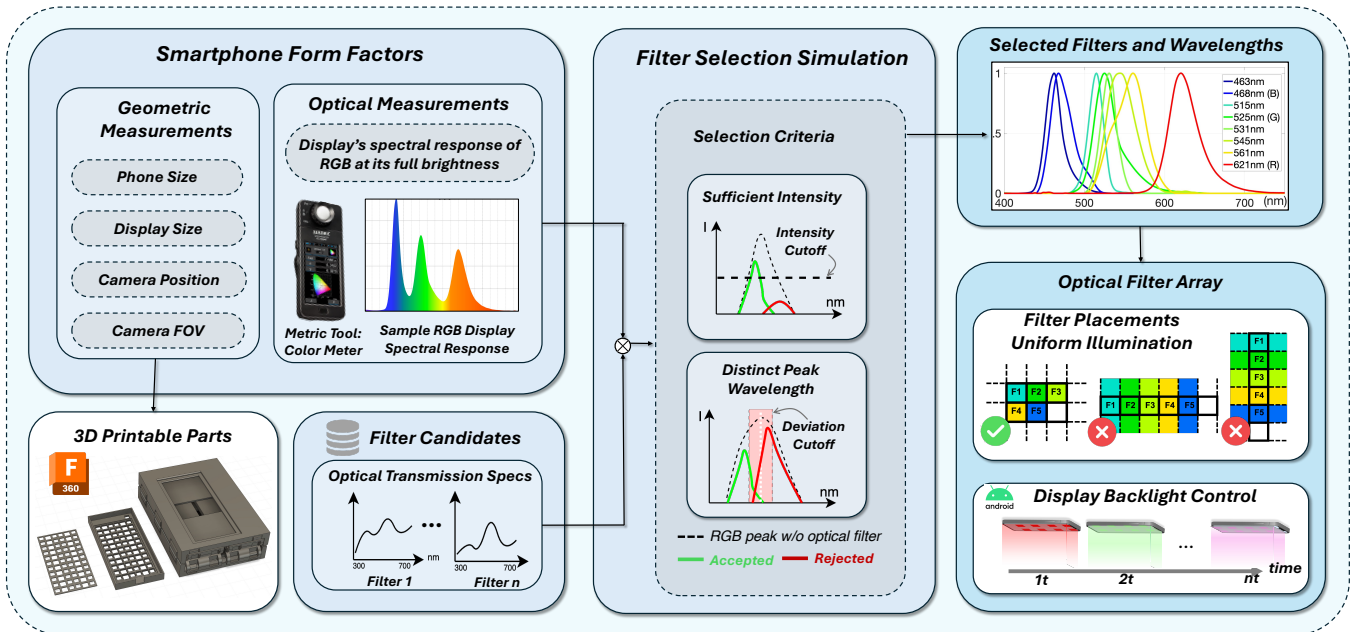 Smartphone Form Factors
Geometric
Measurements
Phone Size
Display Size
Camera Position
Camera FOV
Optical Measurements
Display's spectral response of
RGB at its full brightness
Metric Tool:
Color Meter
Sample RGB Display
Spectral Response
3D Printable Parts
F
360
Filter Candidates
Optical Transmission Specs
300
700
nm
Filter 1
300
700
nm
Filter n
Filter Selection Simulation
Selection Criteria
Sufficient Intensity
I
Intensity
Cutoff
nm
Distinct Peak
Wavelength
I
Deviation
Cutoff
nm
RGB peak w/o optical filter
Accepted
Rejected
Selected Filters and Wavelengths
1
.5
0
400
500
600
700
(nm)
463nm
468nm (B)
515nm
525nm (G)
531nm
545nm
561nm
621nm (R)
Optical Filter Array
Filter Placements
Uniform Illumination
F1 F2 F3
F4 F5
F1 F2 F3 F4 F5
F1
F2
F3
F4
F5
android
Display Backlight Control
...
1t
2t
nt
time